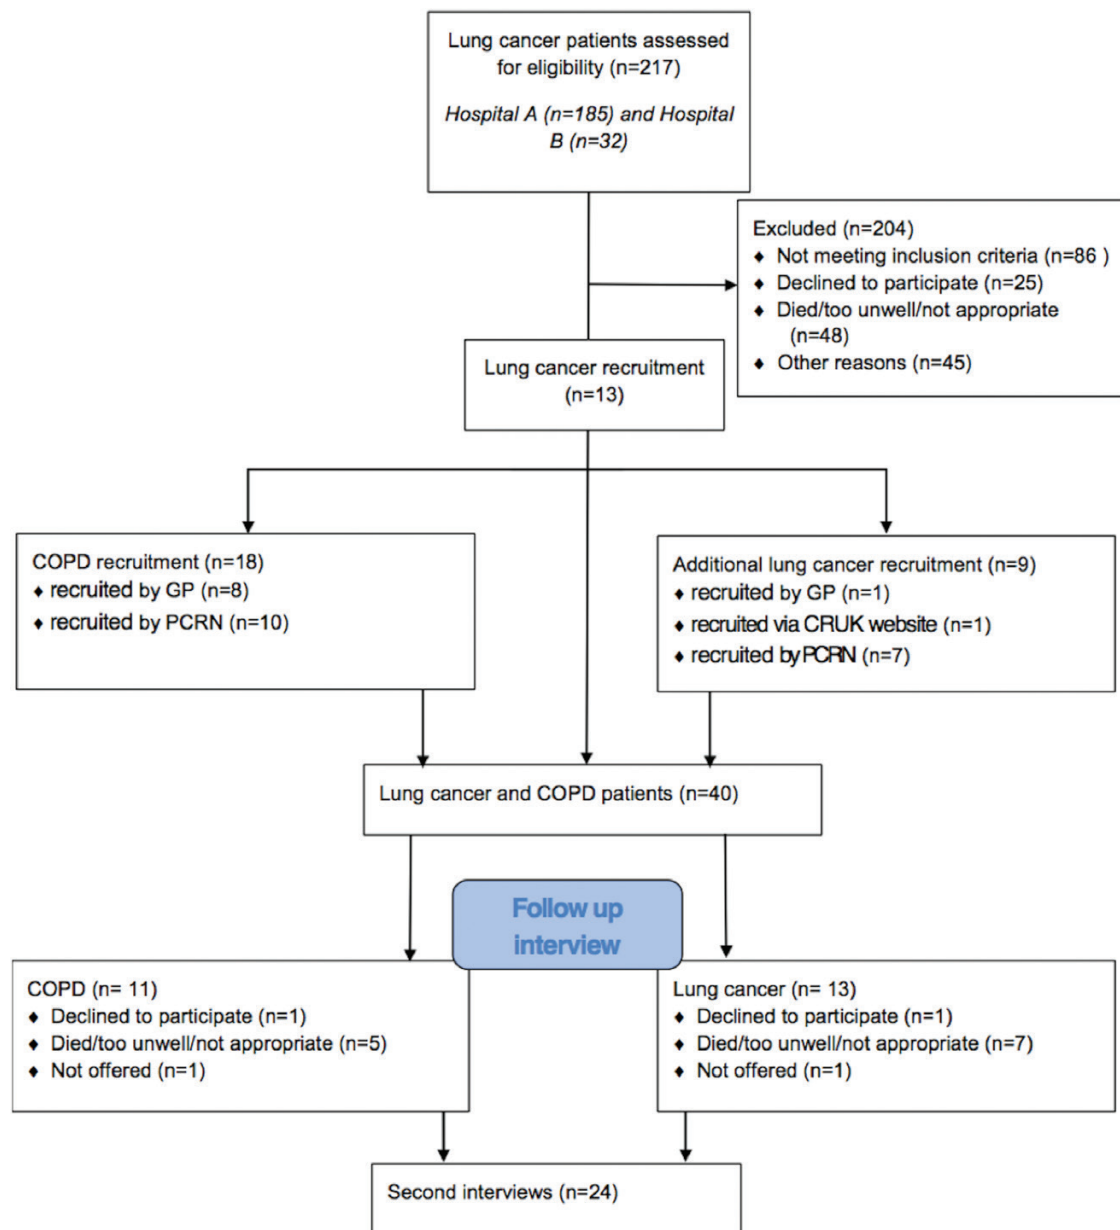 Lung cancer patients assessed
for eligibility (n=217)
Hospital A (n=185) and Hospital
B (n=32)
Excluded (n=204)
♦ Not meeting inclusion criteria (n=86 )
♦ Declined to participate (n=25)
♦ Died/too unwell/not appropriate
(n=48)
♦ Other reasons (n=45)
Lung cancer recruitment
(n=13)
COPD recruitment (n=18)
♦ recruited by GP (n=8)
♦ recruited by PCRN (n=10)
Additional lung cancer recruitment (n=9)
♦ recruited by GP (n=1)
♦ recruited via CRUK website (n=1)
♦ recruited by PCRN (n=7)
Lung cancer and COPD patients (n=40)
Follow up
interview
COPD (n= 11)
♦ Declined to participate (n=1)
♦ Died/too unwell/not appropriate (n=5)
♦ Not offered (n=1)
Lung cancer (n= 13)
♦ Declined to participate (n=1)
♦ Died/too unwell/not appropriate (n=7)
♦ Not offered (n=1)
Second interviews (n=24)